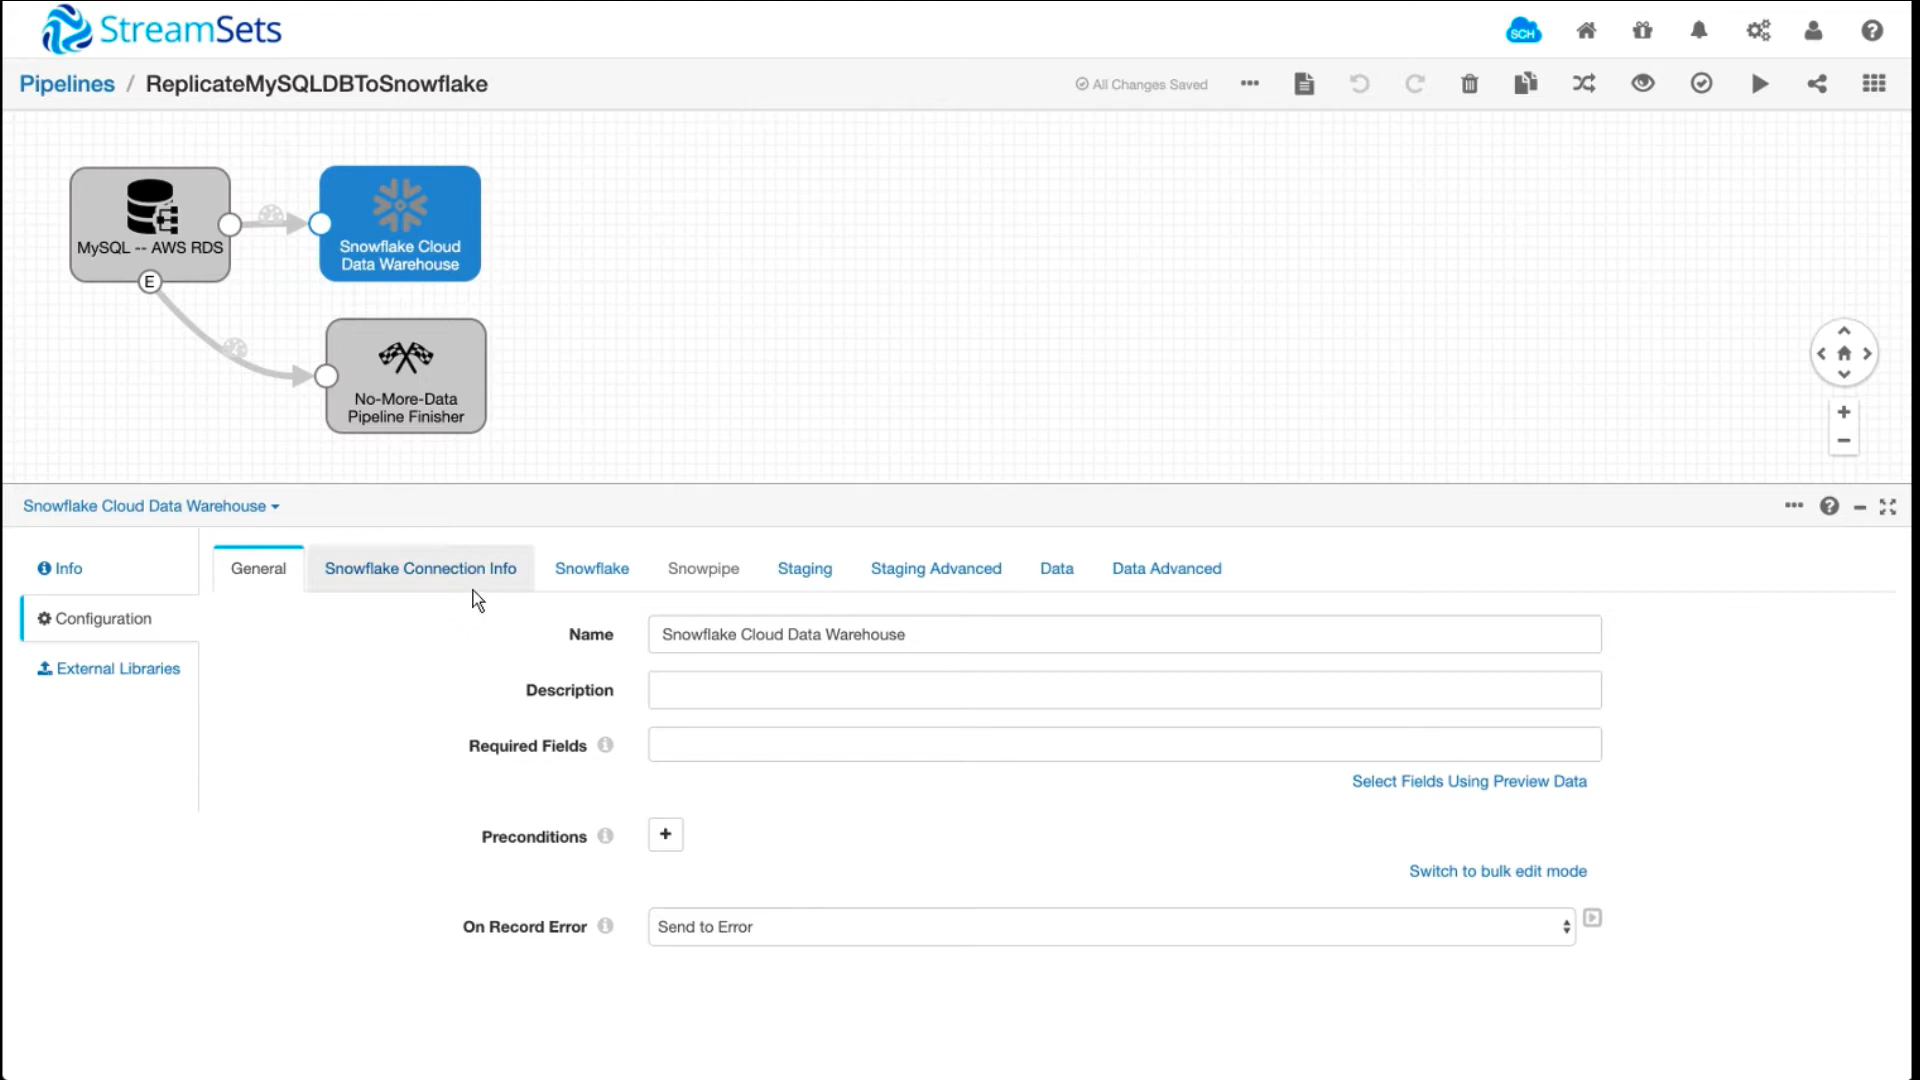 StreamSets
SCH
Pipelines / ReplicateMySQLDBToSnowflake
All Changes Saved
MySQL -- AWS RDS
E
Snowflake Cloud
Data Warehouse
No-More-Data
Pipeline Finisher
Snowflake Cloud Data Warehouse
Info
Configuration
External Libraries
General Snowflake Connection Info Snowflake Snowpipe Staging Staging Advanced Data Data Advanced
Name Snowflake Cloud Data Warehouse
Description
Required Fields
Select Fields Using Preview Data
Preconditions
Switch to bulk edit mode
On Record Error Send to Error